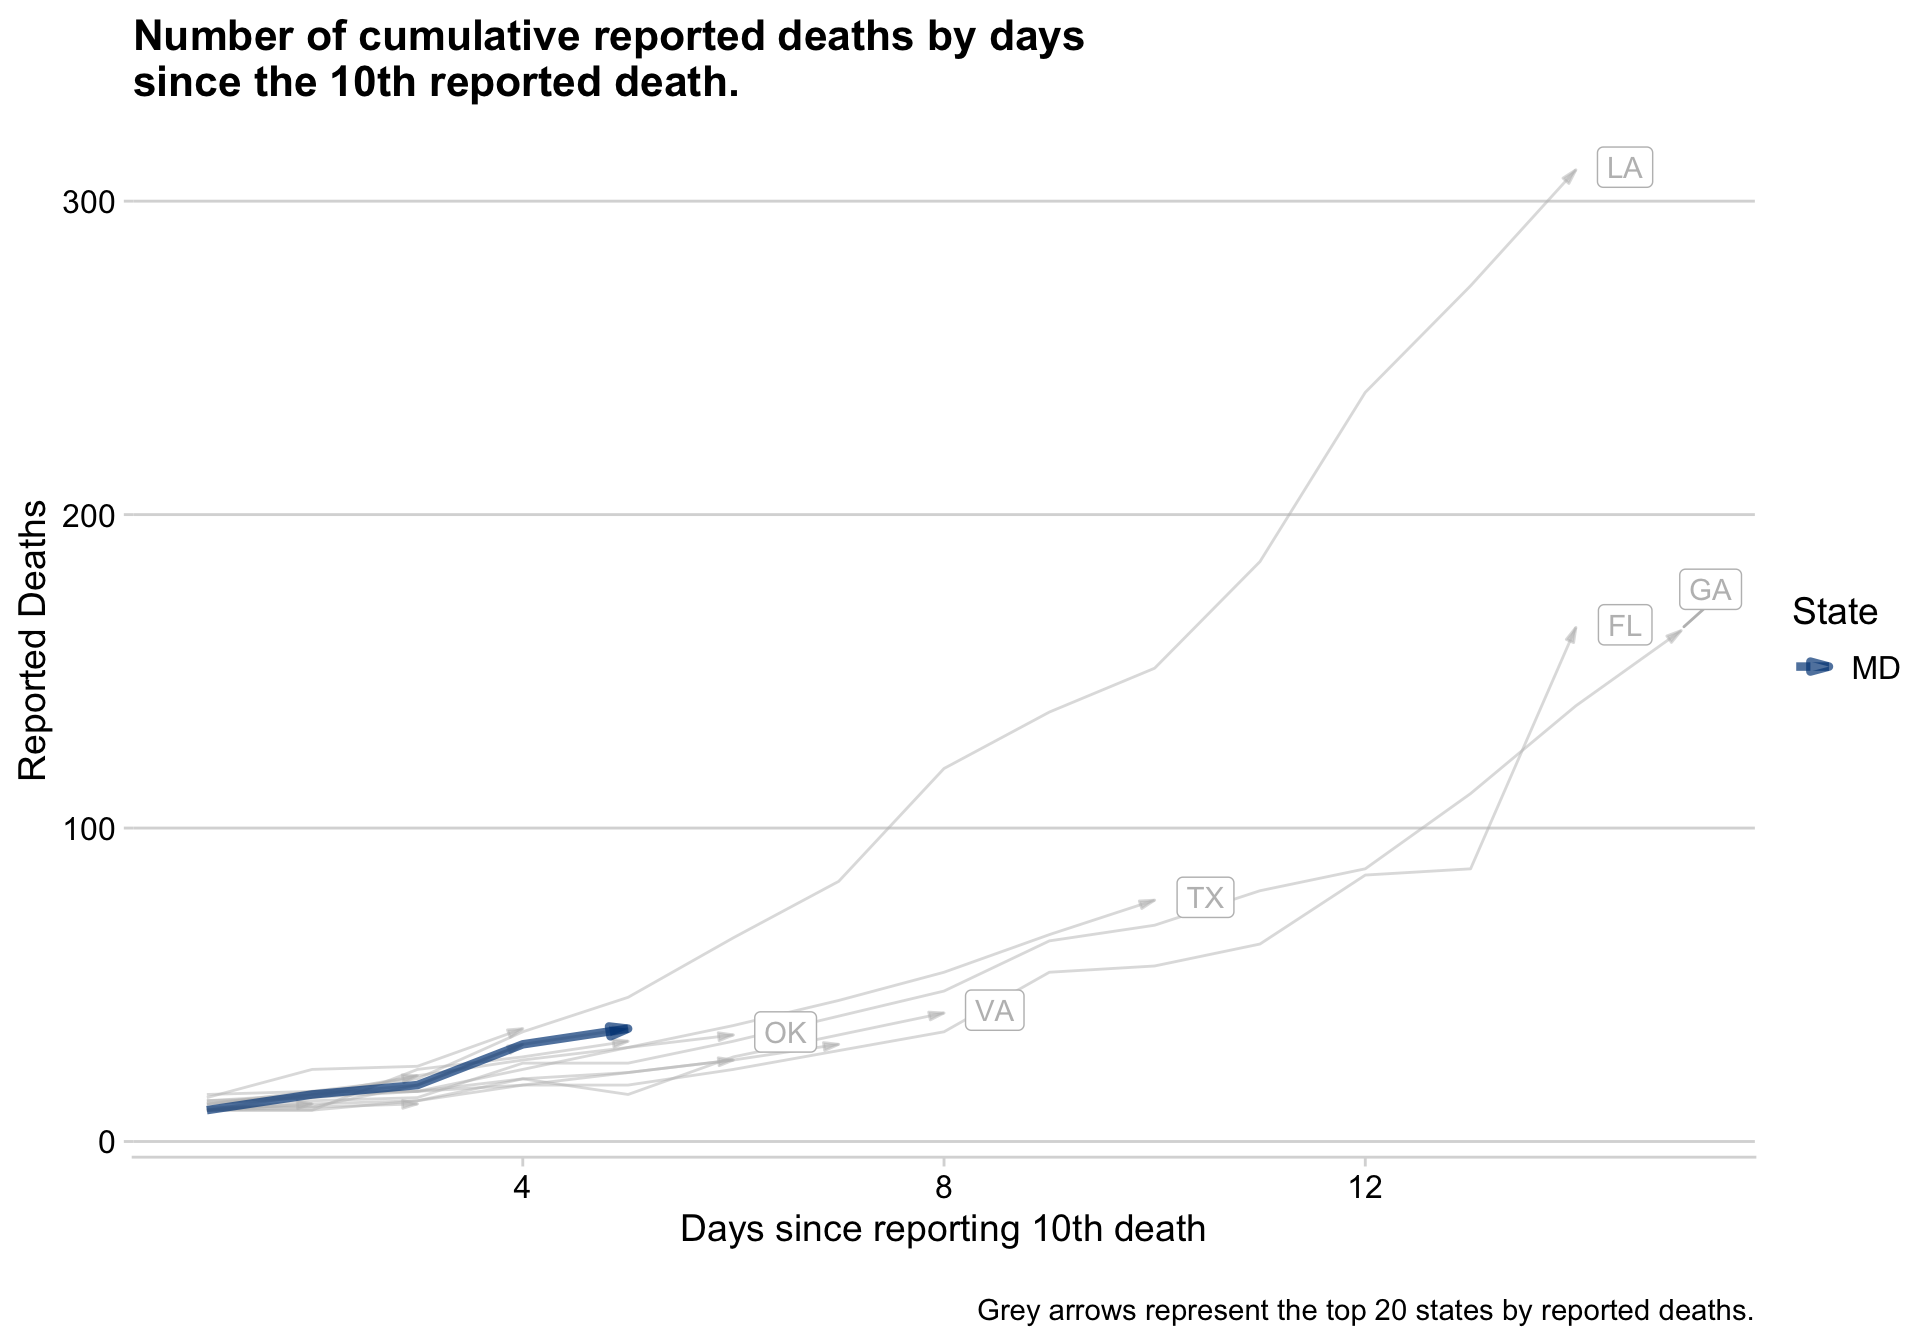 Number of cumulative reported deaths by days
since the 10th reported death.
LA
300
GA
200
FL
State
MD
Reported Deaths
100
TX
VA
OK
0
4
8
12
Days since reporting 10th death
Grey arrows represent the top 20 states by reported deaths.